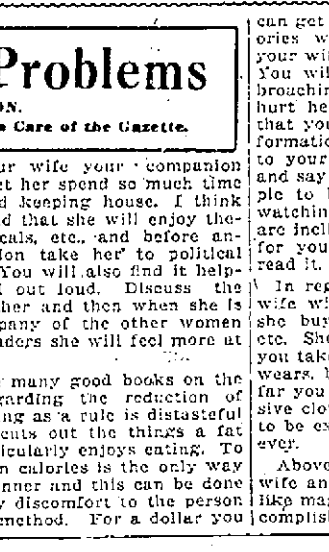 Problems
ON.
Care of the Gazette.
ur wife your companion
et her spend so much time
d keeping house. I think
d that she will enjoy the-
cals, etc., and before an-
ion take her to political
You will also find it help-
out loud. Discuss the
her and then when she is
pany of the other women
aders she will feel more at
many good books on the
garding the reduction of
ng as a rule is distasteful
cuts out the things a fat
ticularly enjoys eating. To
n calories is the only way
nner and this can be done
y discomfort to the person
method. For a dollar you
can get
ories w
your wi
You wil
broachin
hurt he
that you
formatio
to your
and say
ple to
watchin
are incli
for you
read it.
In reg
wife wi
she buy
etc. She
you take
wears,
far you
sive clo
to be ex
ever.
Above
wife an
like mag
complis